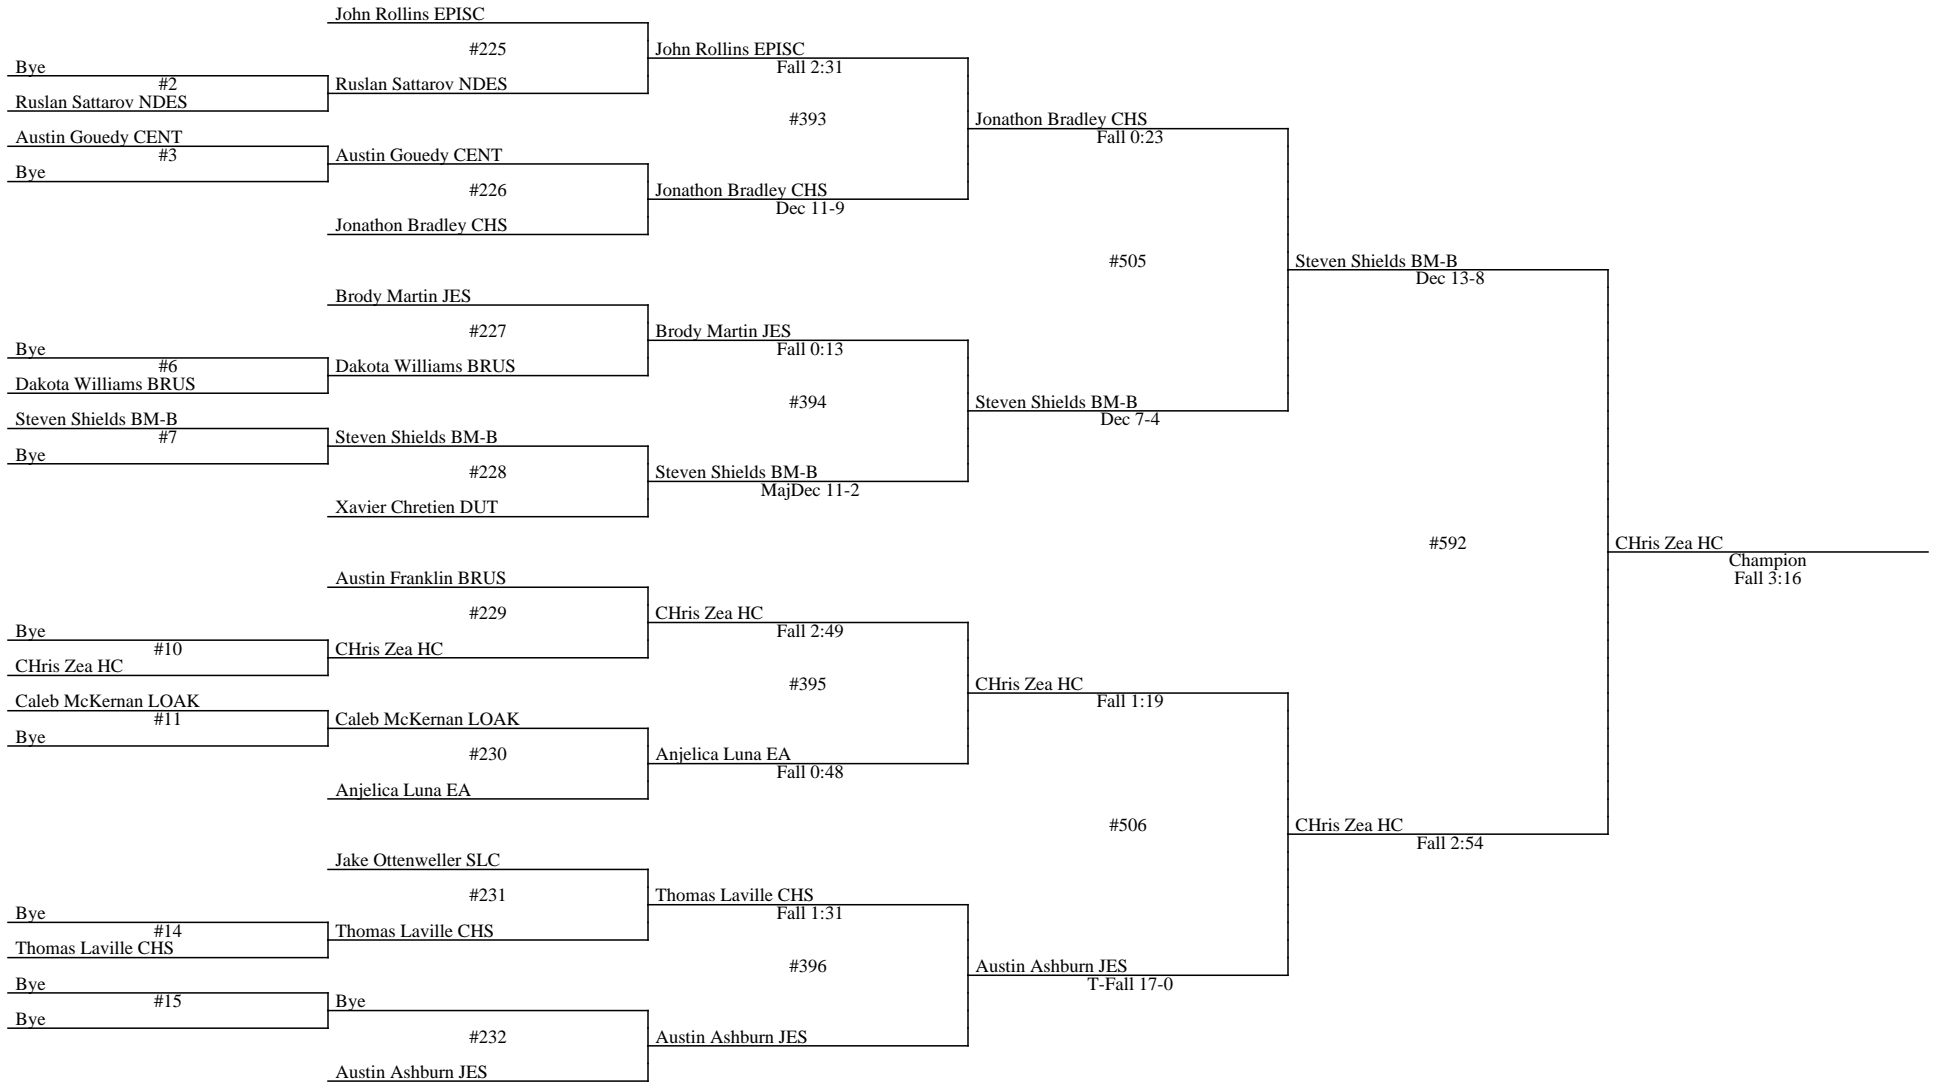 John Rollins EPISC
#225
John Rollins EPISC
Fall 2:31
Bye
#2
Ruslan Sattarov NDES
Ruslan Sattarov NDES
#393
Jonathon Bradley CHS
Fall 0:23
Austin Gouedy CENT
#3
Bye
Austin Gouedy CENT
#226
Jonathon Bradley CHS
Dec 11-9
Jonathon Bradley CHS
#505
Steven Shields BM-B
Dec 13-8
Brody Martin JES
#227
Brody Martin JES
Fall 0:13
Bye
#6
Dakota Williams BRUS
Dakota Williams BRUS
#394
Steven Shields BM-B
Dec 7-4
Steven Shields BM-B
#7
Bye
Steven Shields BM-B
#228
Steven Shields BM-B
MajDec 11-2
Xavier Chretien DUT
#592
CHris Zea HC
Champion
Fall 3:16
Austin Franklin BRUS
#229
CHris Zea HC
Fall 2:49
Bye
#10
CHris Zea HC
CHris Zea HC
#395
CHris Zea HC
Fall 1:19
Caleb McKernan LOAK
#11
Bye
Caleb McKernan LOAK
#230
Anjelica Luna EA
Fall 0:48
Anjelica Luna EA
#506
CHris Zea HC
Fall 2:54
Jake Ottenweller SLC
#231
Thomas Laville CHS
Fall 1:31
Bye
#14
Thomas Laville CHS
Thomas Laville CHS
#396
Austin Ashburn JES
T-Fall 17-0
Bye
#15
Bye
Bye
#232
Austin Ashburn JES
Austin Ashburn JES